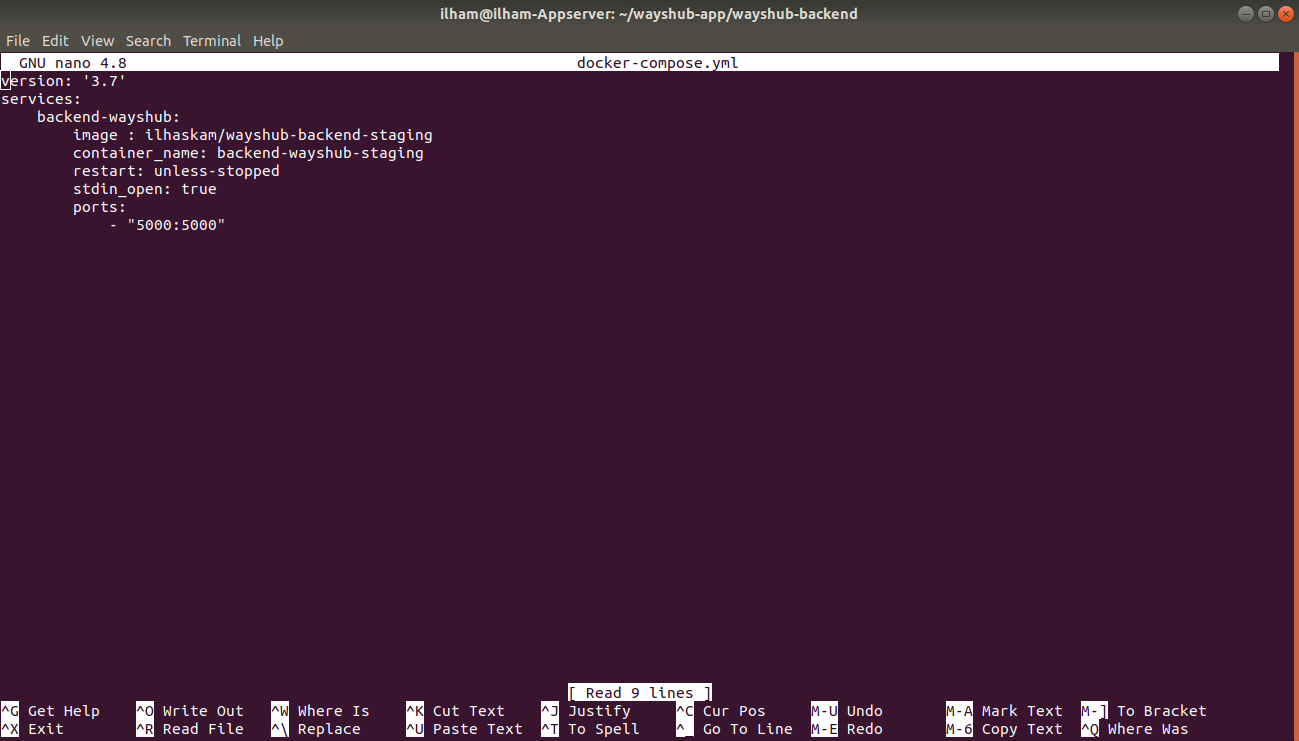 ilham@ilham-Appserver: ~/wayshub-app/wayshub-backend
File Edit View Search Terminal Help
GNU nano 4.8 docker-compose.yml
version: '3.7'
services:
    backend-wayshub:
        image : ilhaskam/wayshub-backend-staging
        container_name: backend-wayshub-staging
        restart: unless-stopped
        stdin_open: true
        ports:
            - "5000:5000"
[ Read 9 lines ]
^G Get Help ^O Write Out ^W Where Is ^K Cut Text ^J Justify ^C Cur Pos M-U Undo M-A Mark Text M-] To Bracket
^X Exit ^R Read File ^\ Replace ^U Paste Text ^T To Spell ^_ Go To Line M-E Redo M-6 Copy Text ^Q Where Was